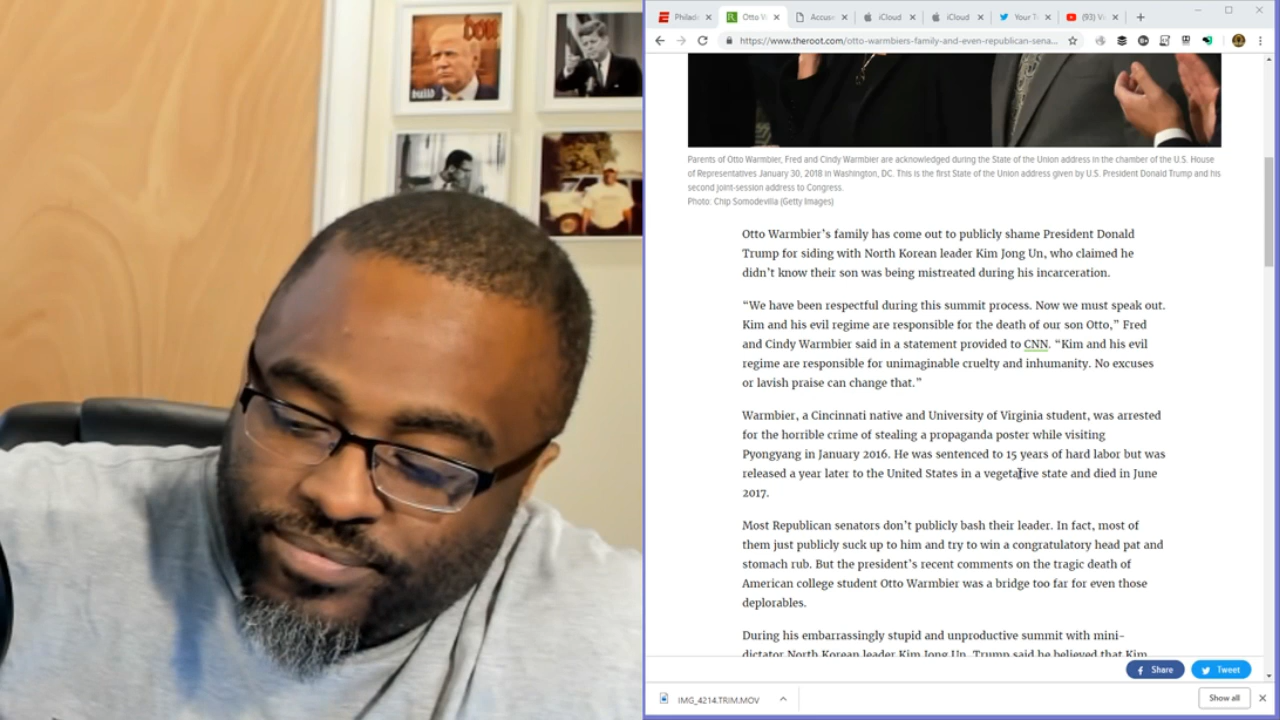 build
Philad
Otto W
Accus
iCloud
iCloud
Your T
(93) V
https://www.theroot.com/otto-warmbiers-family-and-even-republican-sena...
Parents of Otto Warmbier, Fred and Cindy Warmbier are acknowledged during the State of the Union address in the chamber of the U.S. House
of Representatives January 30, 2018 in Washington, DC. This is the first State of the Union address given by U.S. President Donald Trump and his
second joint-session address to Congress.
Photo: Chip Somodevilla (Getty Images)
Otto Warmbier’s family has come out to publicly shame President Donald
Trump for siding with North Korean leader Kim Jong Un, who claimed he
didn’t know their son was being mistreated during his incarceration.
“We have been respectful during this summit process. Now we must speak out.
Kim and his evil regime are responsible for the death of our son Otto,” Fred
and Cindy Warmbier said in a statement provided to CNN. “Kim and his evil
regime are responsible for unimaginable cruelty and inhumanity. No excuses
or lavish praise can change that.”
Warmbier, a Cincinnati native and University of Virginia student, was arrested
for the horrible crime of stealing a propaganda poster while visiting
Pyongyang in January 2016. He was sentenced to 15 years of hard labor but was
released a year later to the United States in a vegetative state and died in June
2017.
Most Republican senators don’t publicly bash their leader. In fact, most of
them just publicly suck up to him and try to win a congratulatory head pat and
stomach rub. But the president’s recent comments on the tragic death of
American college student Otto Warmbier was a bridge too far for even those
deplorables.
During his embarrassingly stupid and unproductive summit with mini-
dictator North Korean leader Kim Jong Un, Trump said he believed that Kim
Share
Tweet
IMG_4214.TRIM.MOV
Show all